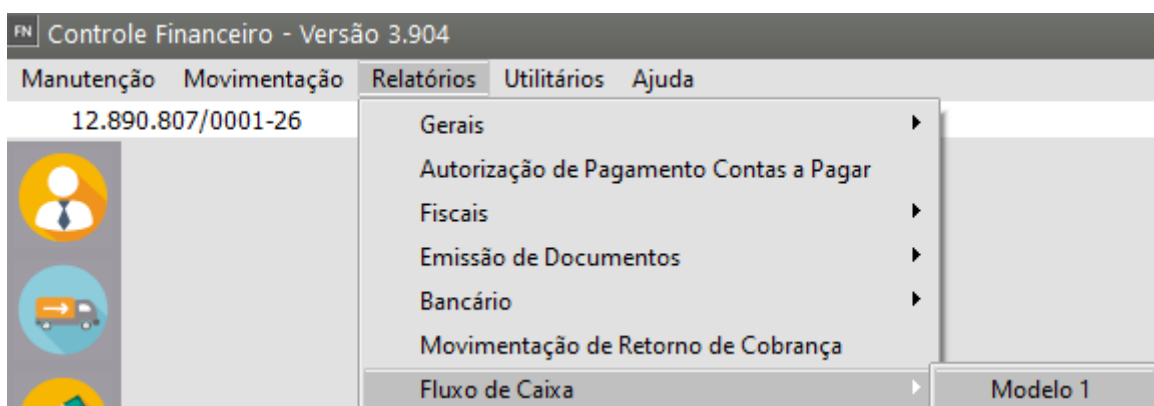 FN Controle Financeiro - Versão 3.904
Manutenção Movimentação Relatórios Utilitários Ajuda
12.890.807/0001-26
Gerais
Autorização de Pagamento Contas a Pagar
Fiscais
Emissão de Documentos
Bancário
Movimentação de Retorno de Cobrança
Fluxo de Caixa
Modelo 1